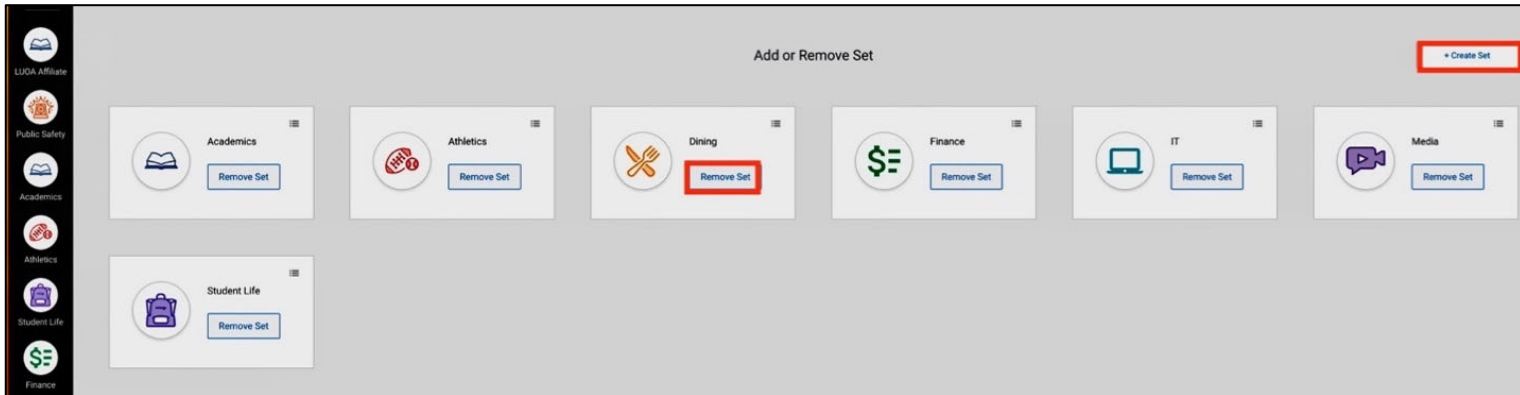 LUOA Affiliate
Public Safety
Academics
Athletics
Student Life
Finance
Add or Remove Set
+ Create Set
Academics
Remove Set
Athletics
Remove Set
Dining
Remove Set
Finance
Remove Set
IT
Remove Set
Media
Remove Set
Student Life
Remove Set